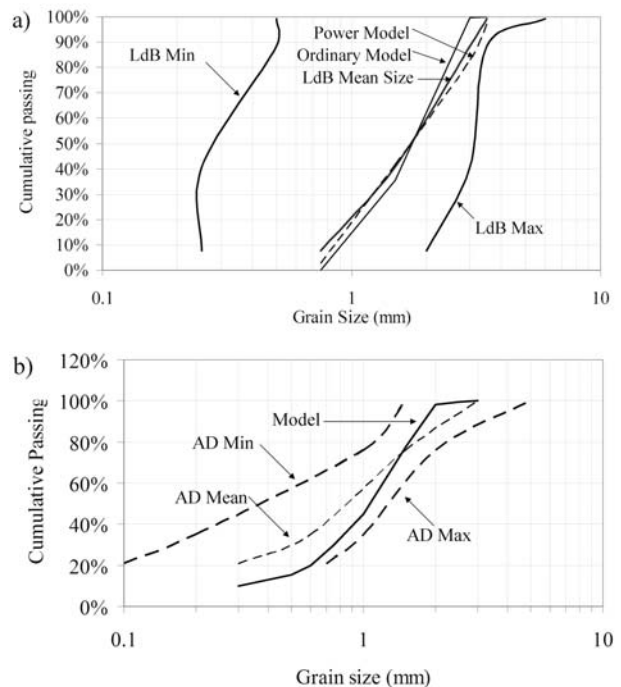 a)
100%
90%
80%
70%
60%
50%
40%
30%
20%
10%
0%
Cumulative passing
LdB Min
Power Model
Ordinary Model
LdB Mean Size
LdB Max
0.1
1
10
Grain Size (mm)
b)
120%
100%
80%
60%
40%
20%
0%
Cumulative Passing
Model
AD Min
AD Mean
AD Max
0.1
1
10
Grain size (mm)